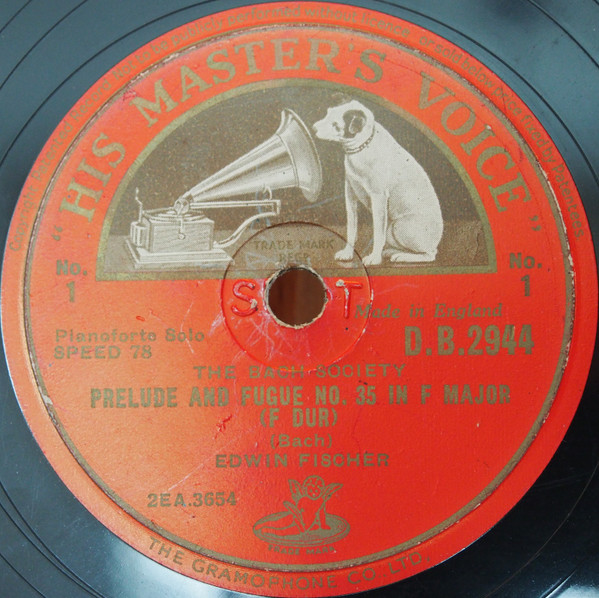 "HIS MASTER'S VOICE"
TRADE MARK
REGD
No.
1
No.
1
S T
Made in England
Pianoforte Solo
SPEED 78
D.B.2944
THE BACH SOCIETY
PRELUDE AND FUGUE NO. 35 IN F MAJOR
(F DUR)
(Bach)
EDWIN FISCHER
2EA.3654
TRADE MARK
THE GRAMOPHONE CO., LTD.